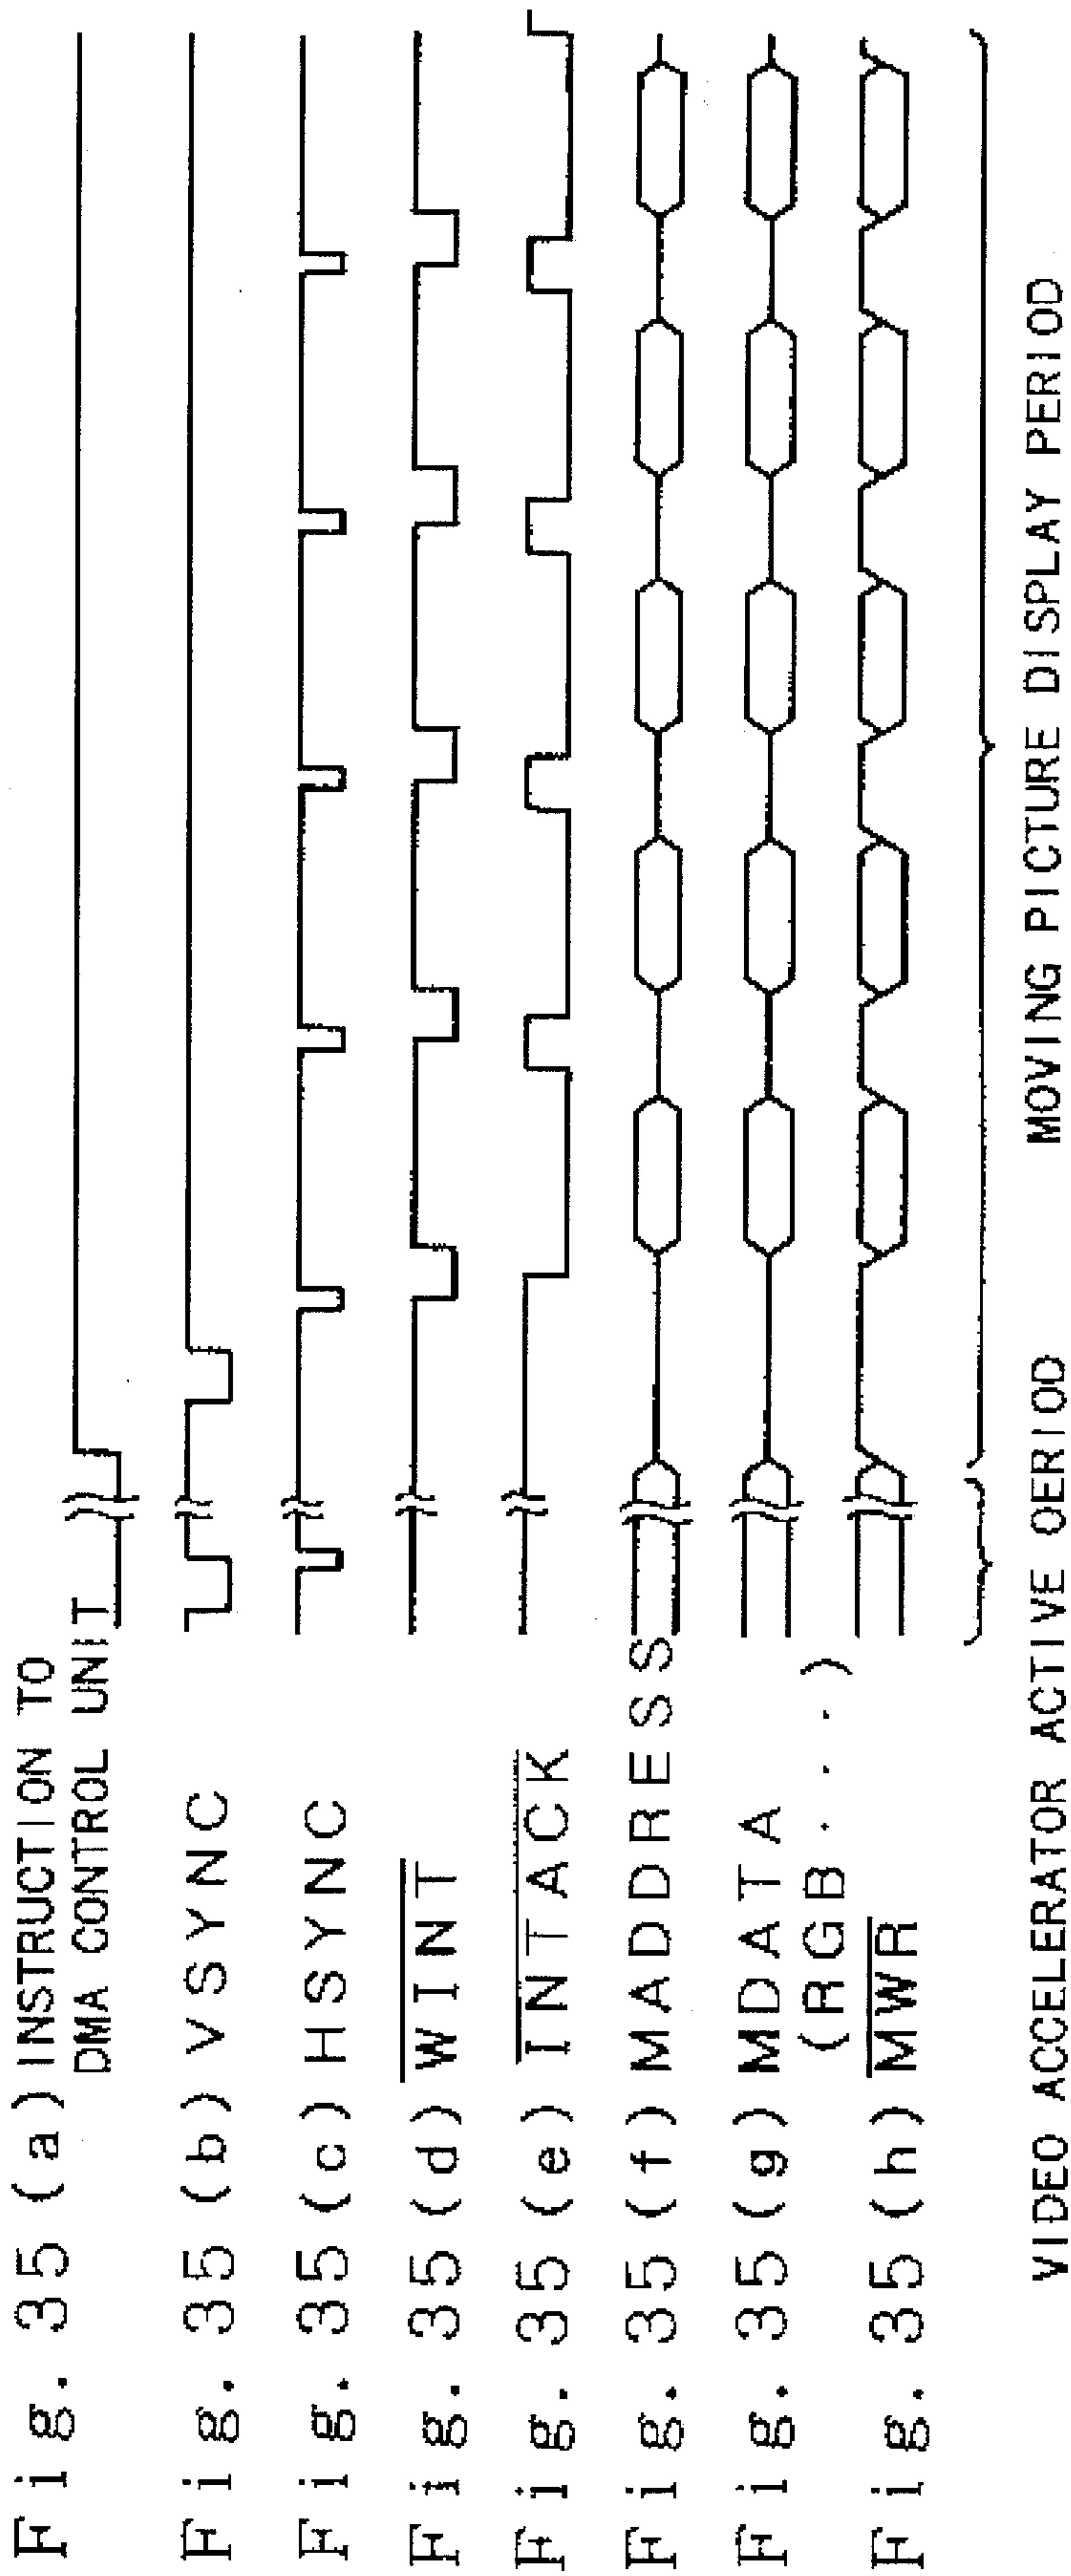 Fig. 35 (a) INSTRUCTION TO
DMA CONTROL UNIT
Fig. 35 (b) VSYNC
Fig. 35 (c) HSYNC
Fig. 35 (d) WINT
Fig. 35 (e) INTACK
Fig. 35 (f) MADDRESS
Fig. 35 (g) MDATA
(RGB....)
Fig. 35 (h) MWR
VIDEO ACCELERATOR ACTIVE OERIOD
MOVING PICTURE DISPLAY PERIOD